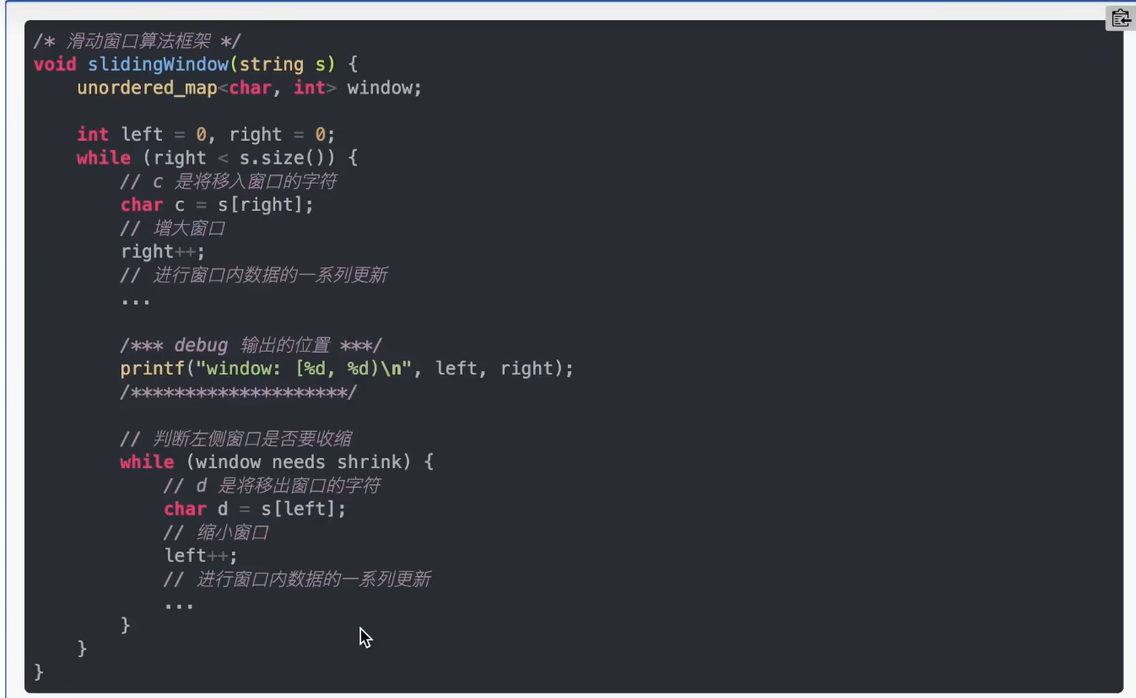 /* 滑动窗口算法框架 */
void slidingWindow(string s) {
    unordered_map<char, int> window;

    int left = 0, right = 0;
    while (right < s.size()) {
        // c 是将移入窗口的字符
        char c = s[right];
        // 增大窗口
        right++;
        // 进行窗口内数据的一系列更新
        ...

        /*** debug 输出的位置 ***/
        printf("window: [%d, %d)\n", left, right);
        /********************/

        // 判断左侧窗口是否要收缩
        while (window needs shrink) {
            // d 是将移出窗口的字符
            char d = s[left];
            // 缩小窗口
            left++;
            // 进行窗口内数据的一系列更新
            ...
        }
    }
}